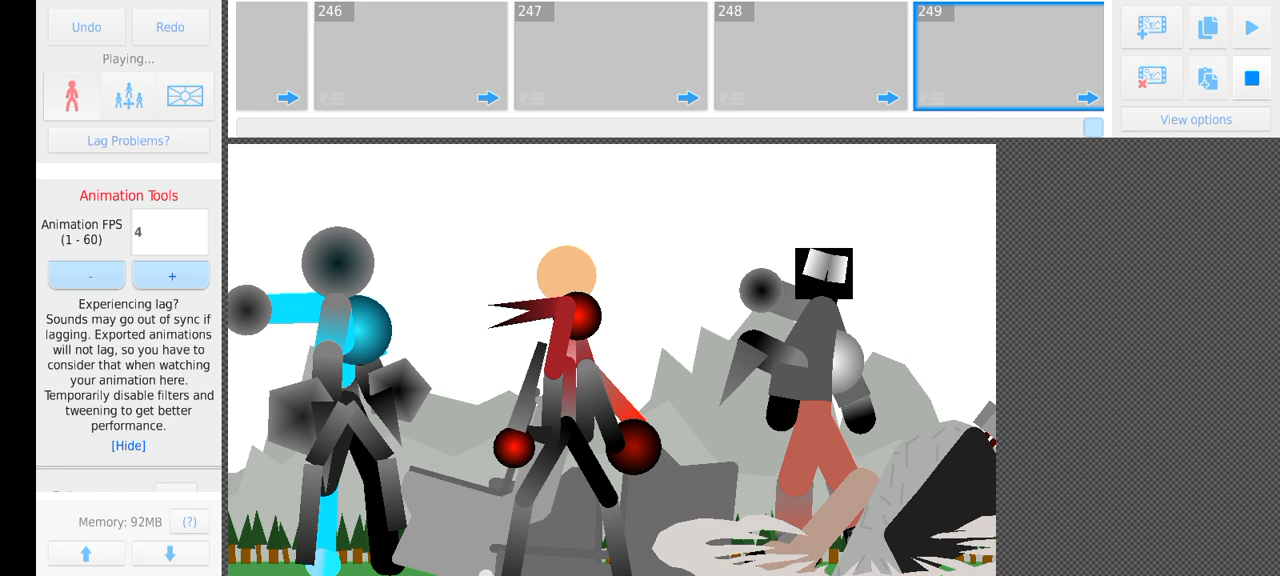 Undo
Redo
Playing...
Lag Problems?
Animation Tools
Animation FPS
(1 - 60)
4
-
+
Experiencing lag?
Sounds may go out of sync if
lagging. Exported animations
will not lag, so you have to
consider that when watching
your animation here.
Temporarily disable filters and
tweening to get better
performance.
[Hide]
Memory: 92MB
(?)
246
247
248
249
View options